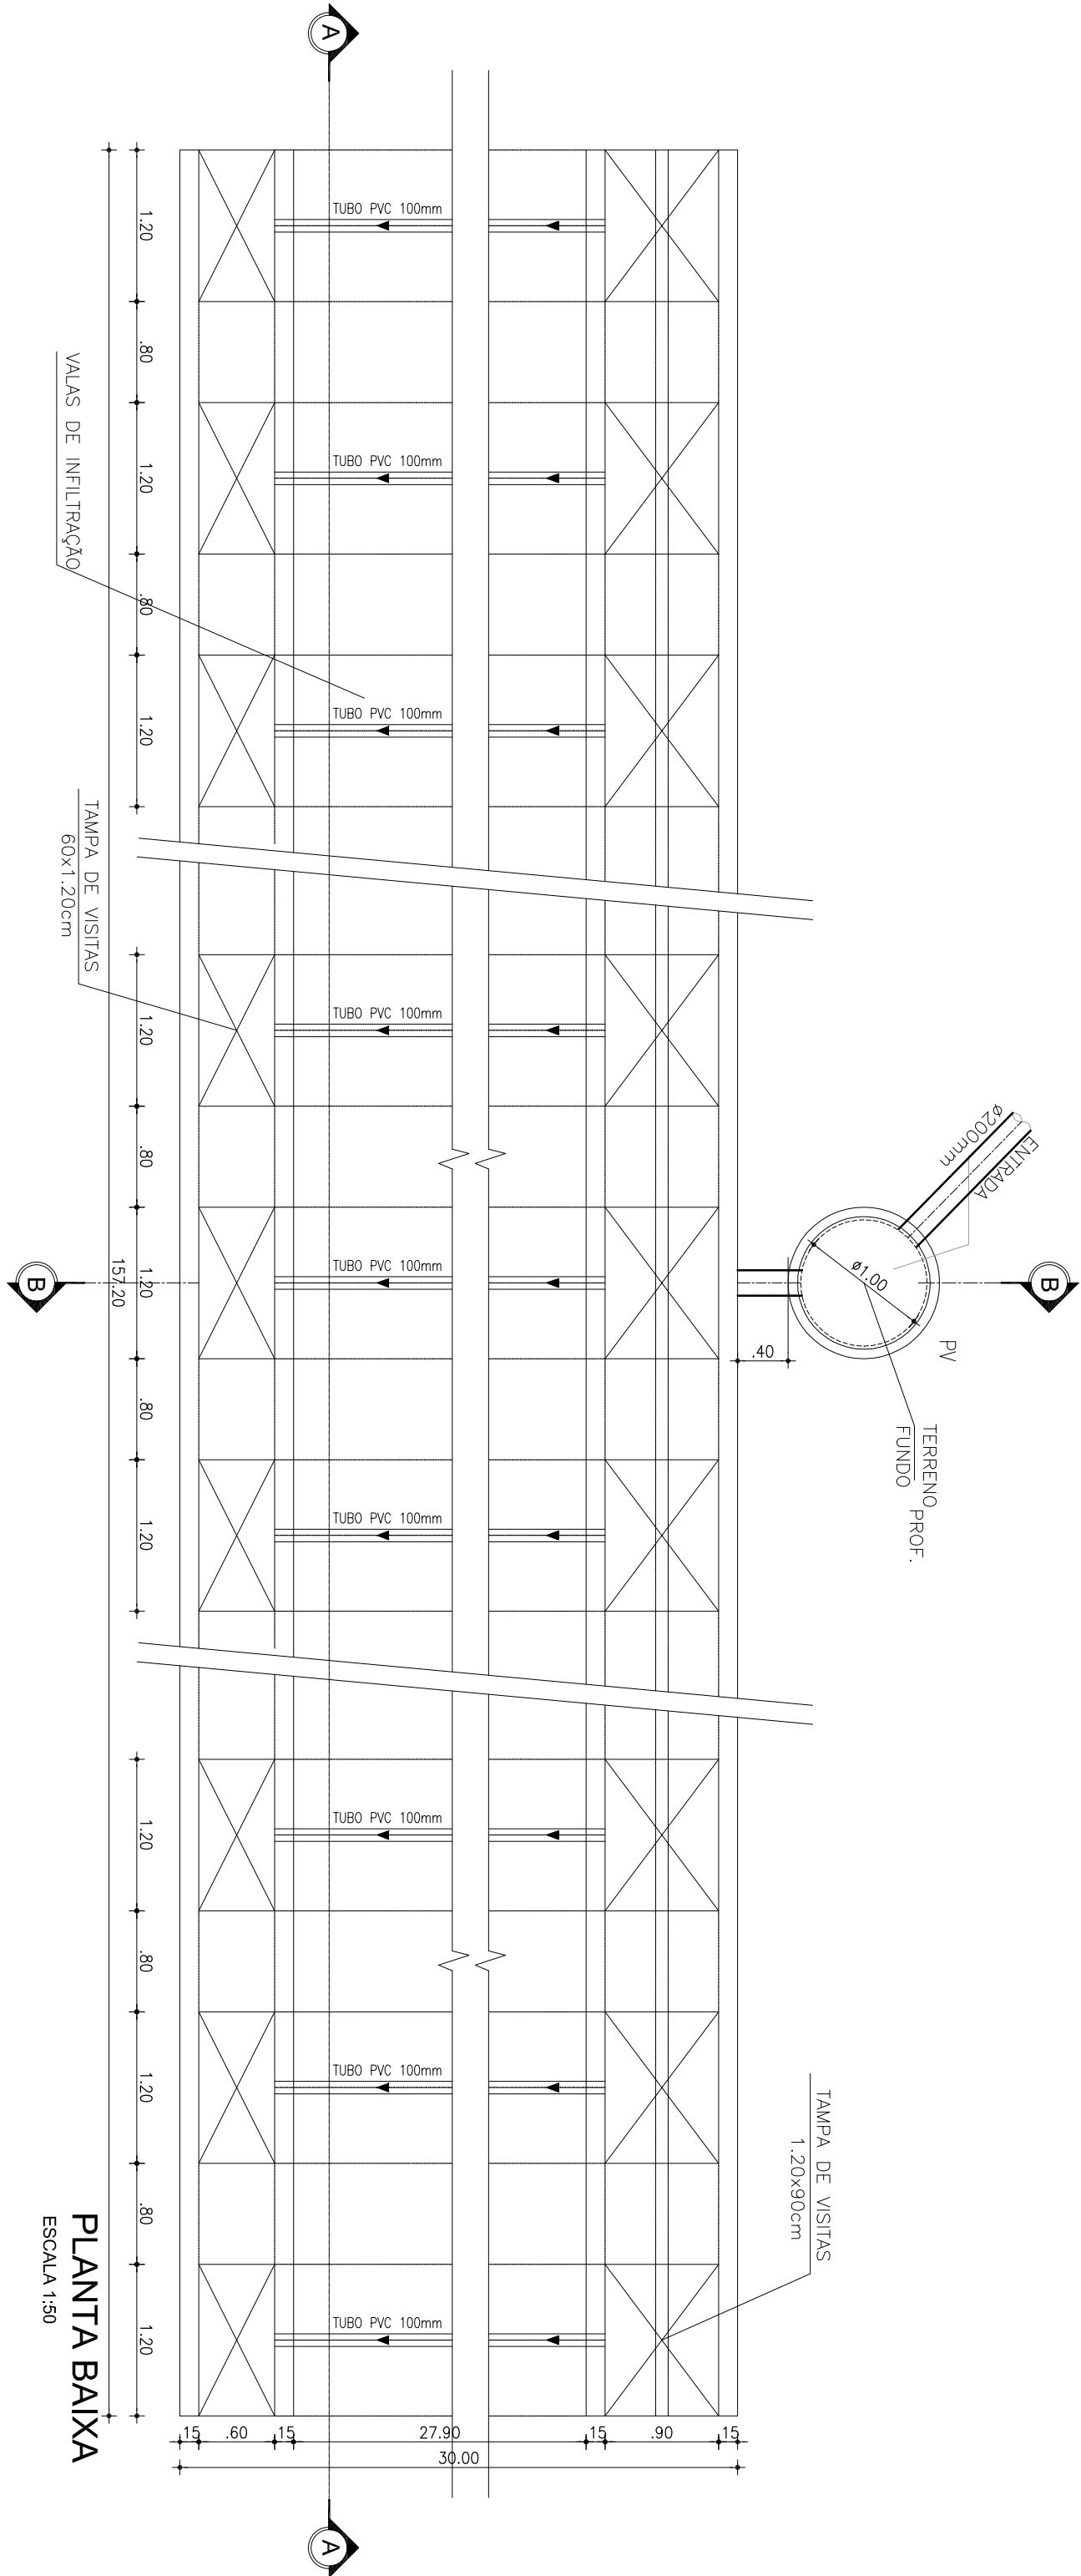 A
TUBO PVC 100mm
1.20
.80
VALAS DE INFILTRAÇÃO
TUBO PVC 100mm
1.20
.80
TUBO PVC 100mm
1.20
TAMPA DE VISITAS
60x1.20cm
TUBO PVC 100mm
1.20
.80
ø200mm
ENTRADA
B
157.20
1.20
TUBO PVC 100mm
ø1.00
B
PV
.40
.80
TERRENO
FUNDO
PROF.
TUBO PVC 100mm
1.20
TUBO PVC 100mm
1.20
.80
TUBO PVC 100mm
1.20
.80
TAMPA DE VISITAS
1.20x90cm
TUBO PVC 100mm
1.20
PLANTA BAIXA
ESCALA 1:50
15
.60
15
27.90
15
.90
15
30.00
A